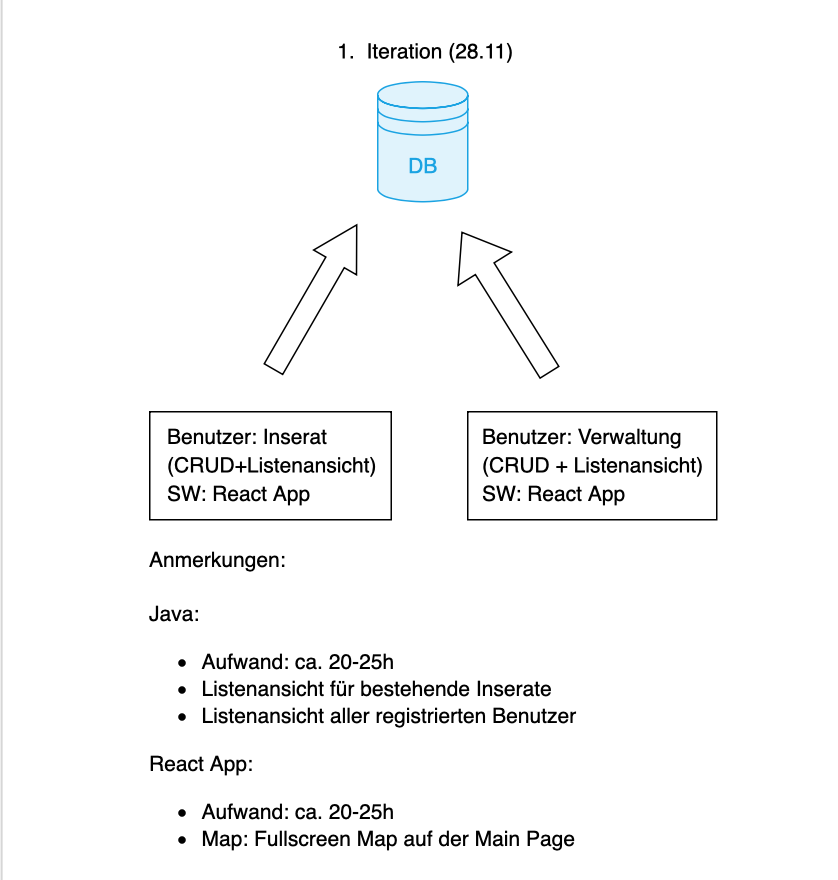 1. Iteration (28.11)
DB
Benutzer: Inserat
(CRUD+Listenansicht)
SW: React App
Benutzer: Verwaltung
(CRUD + Listenansicht)
SW: React App
Anmerkungen:
Java:
• Aufwand: ca. 20-25h
• Listenansicht für bestehende Inserate
• Listenansicht aller registrierten Benutzer
React App:
• Aufwand: ca. 20-25h
• Map: Fullscreen Map auf der Main Page